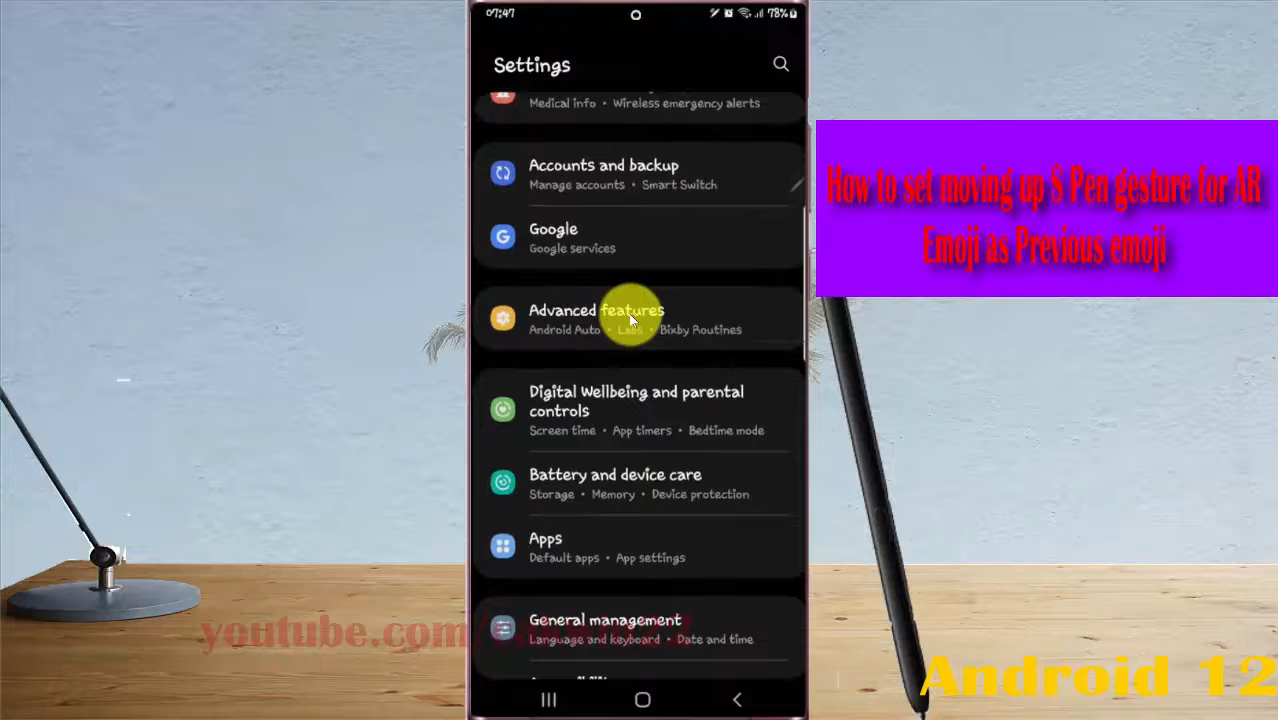 07:47
78%
Settings
Medical info • Wireless emergency alerts
Accounts and backup
Manage accounts • Smart Switch
Google
Google services
Advanced features
Android Auto • Labs • Bixby Routines
Digital Wellbeing and parental
controls
Screen time • App timers • Bedtime mode
Battery and device care
Storage • Memory • Device protection
Apps
Default apps • App settings
General management
Language and keyboard • Date and time
How to set moving up S Pen gesture for AR
Emoji as Previous emoji
youtube.com/
Android 12